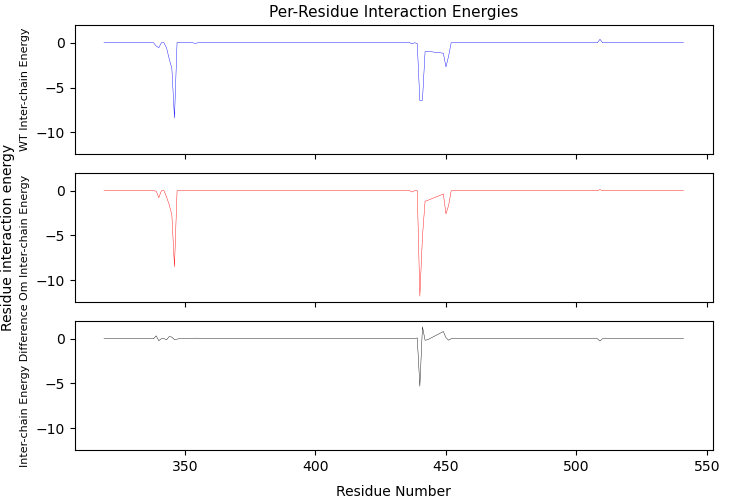 Per-Residue Interaction Energies
Residue interaction energy
WT Inter-chain Energy
0
−5
−10
Om Inter-chain Energy
0
−5
−10
Inter-chain Energy Difference
0
−5
−10
350
400
450
500
550
Residue Number